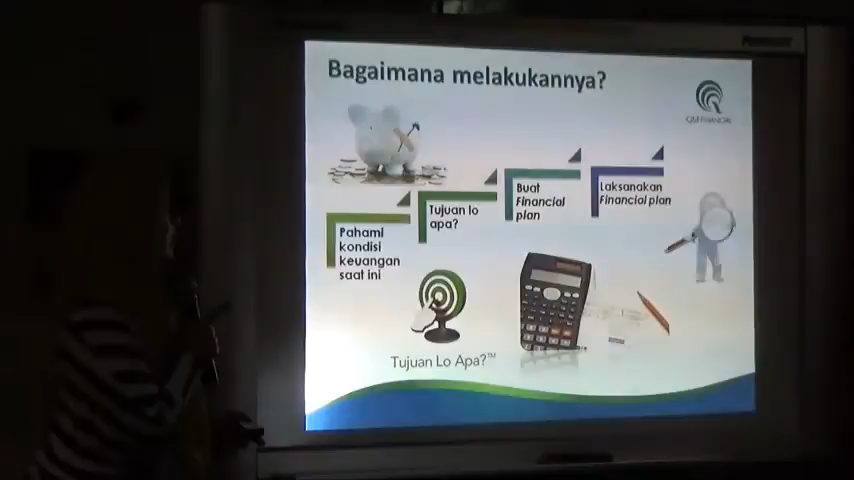 Bagaimana melakukannya?
QM FINANCIAL
Pahami
kondisi
keuangan
saat ini
Tujuan lo
apa?
Buat
Financial
plan
Laksanakan
Financial plan
Tujuan Lo Apa?™